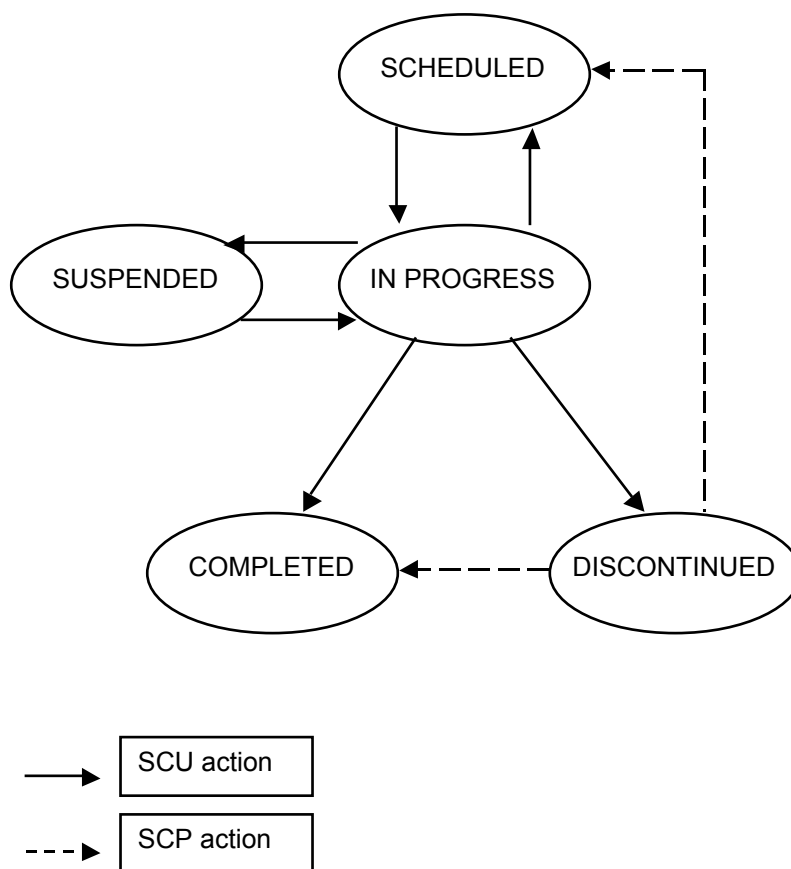 SCHEDULED
SUSPENDED
IN PROGRESS
COMPLETED
DISCONTINUED
SCU action
SCP action